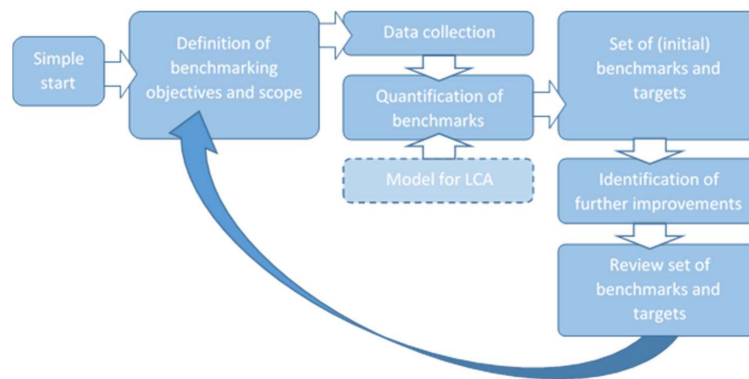 Simple
start
Definition of
benchmarking
objectives and scope
Data collection
Quantification of
benchmarks
Model for LCA
Set of (initial)
benchmarks and
targets
Identification of
further improvements
Review set of
benchmarks and
targets